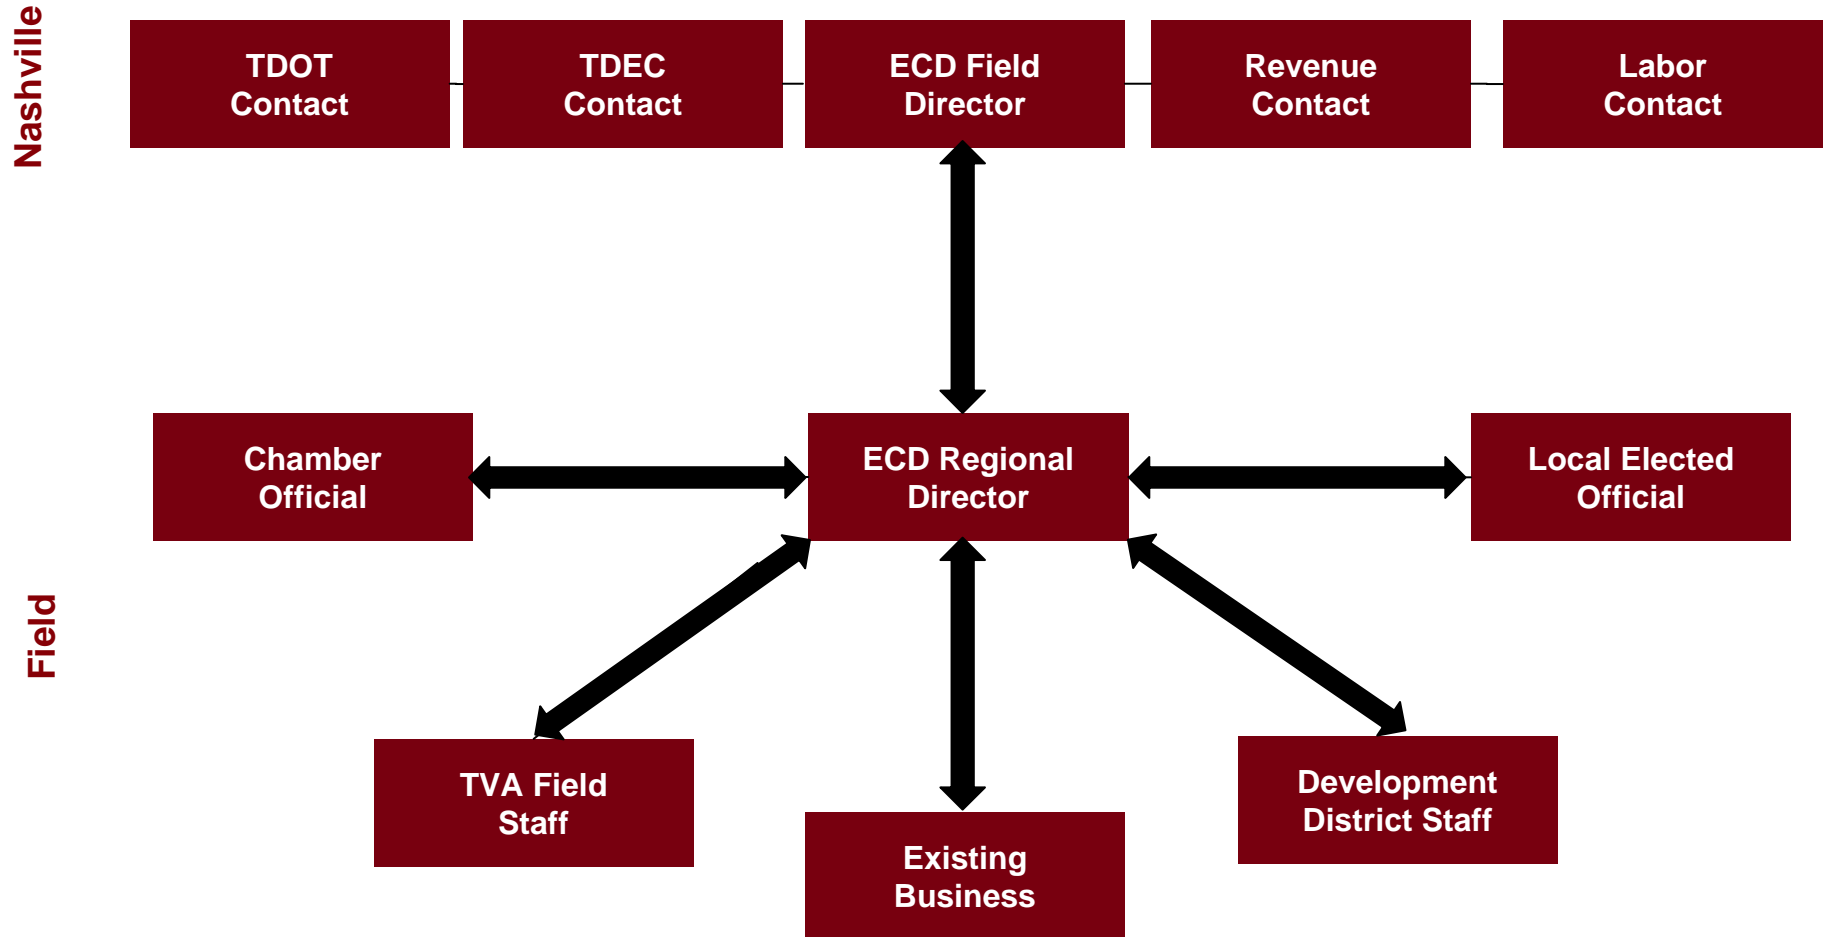 Nashville
TDOT
Contact
TDEC
Contact
ECD Field
Director
Revenue
Contact
Labor
Contact
Chamber
Official
ECD Regional
Director
Local Elected
Official
Field
TVA Field
Staff
Existing
Business
Development
District Staff